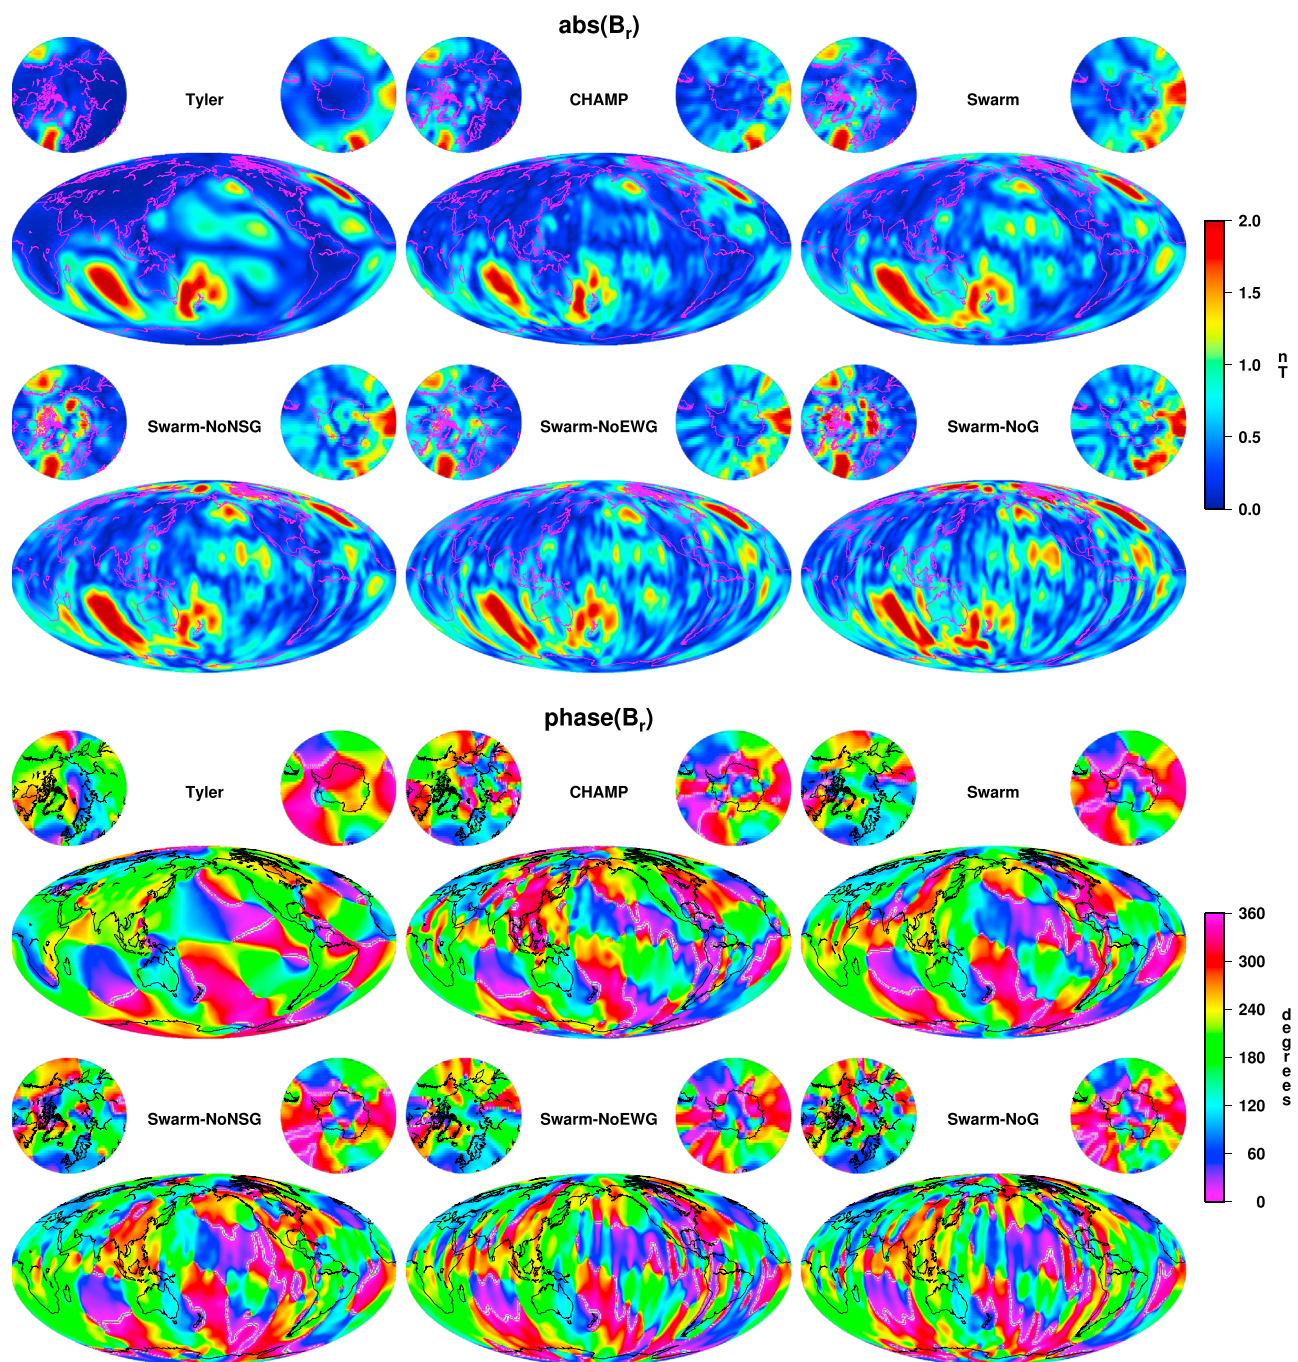 abs(Br)
Tyler
CHAMP
Swarm
2.0
1.5
1.0
0.5
0.0
nT
Swarm-NoNSG
Swarm-NoEWG
Swarm-NoG
phase(Br)
Tyler
CHAMP
Swarm
360
300
240
180
120
60
0
degrees
Swarm-NoNSG
Swarm-NoEWG
Swarm-NoG